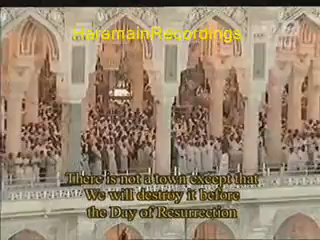 HaramainRecordings
There is not a town except that
We will destroy it before
the Day of Resurrection